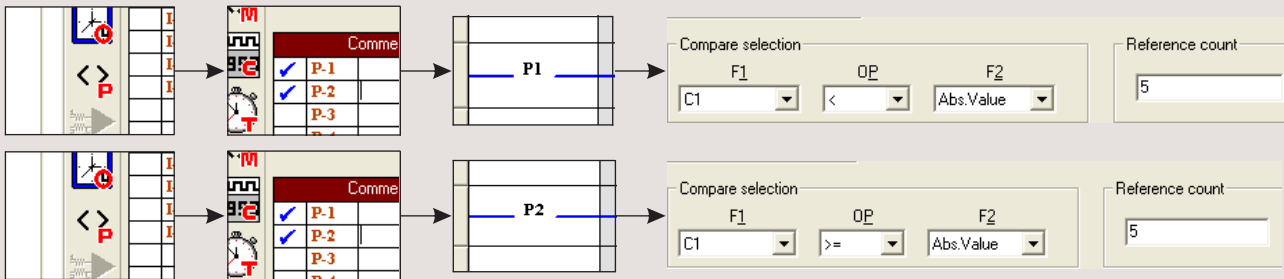 I-
I-
I-
I-
P
M
Comme
C
P-1
P-2
P-3
T
P1
Compare selection
F1 OP F2
C1 < Abs.Value
Reference count
5
I-
I-
I-
I-
P
M
Comme
C
P-1
P-2
P-3
T
P2
Compare selection
F1 OP F2
C1 >= Abs.Value
Reference count
5